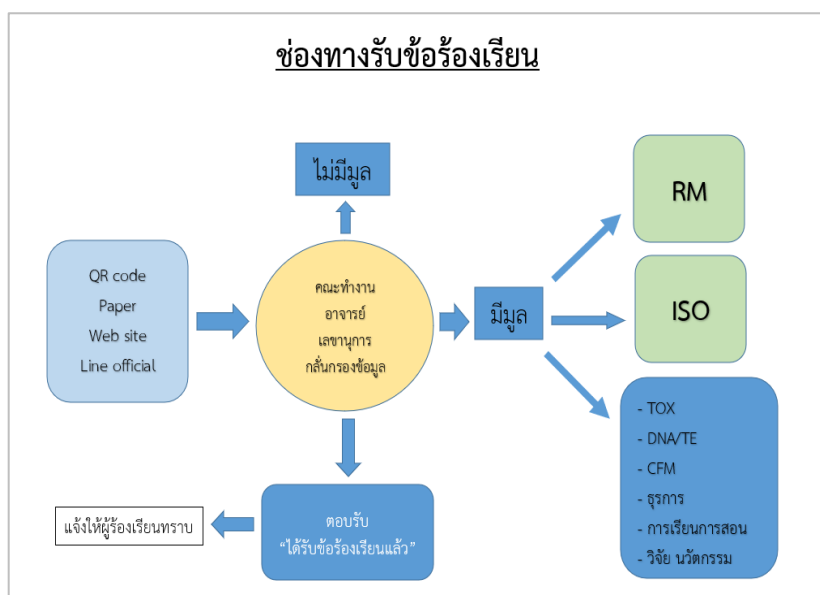 ช่องทางรับข้อร้องเรียน
ไม่มีมูล
RM
QR code
Paper
Web site
Line official
คณะทำงาน
อาจารย์
เลขานุการ
กลั่นกรองข้อมูล
มีมูล
ISO
- TOX
- DNA/TE
- CFM
- ธุรการ
- การเรียนการสอน
- วิจัย นวัตกรรม
แจ้งให้ผู้ร้องเรียนทราบ
ตอบรับ
“ได้รับข้อร้องเรียนแล้ว”